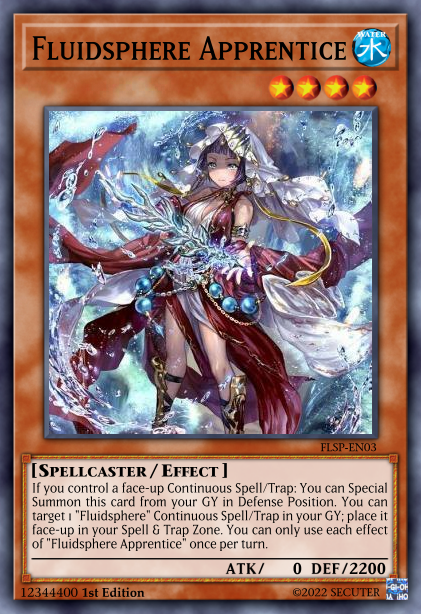 FLUIDSPHERE APPRENTICE
WATER
水
FLSP-EN03
[SPELLCASTER / EFFECT]
If you control a face-up Continuous Spell/Trap: You can Special
Summon this card from your GY in Defense Position. You can
target 1 "Fluidsphere" Continuous Spell/Trap in your GY; place it
face-up in your Spell & Trap Zone. You can only use each effect
of "Fluidsphere Apprentice" once per turn.
ATK/ 0 DEF/2200
12344400 1st Edition ©2022 SECUTER